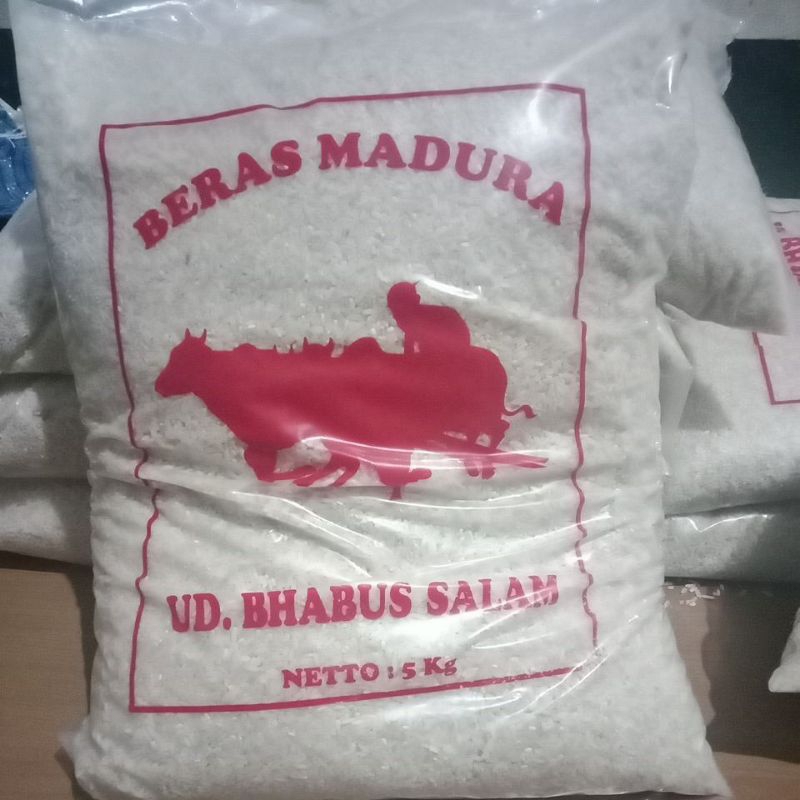 BERAS MADURA
UD. BHABUS SALAM
NETTO : 5 Kg